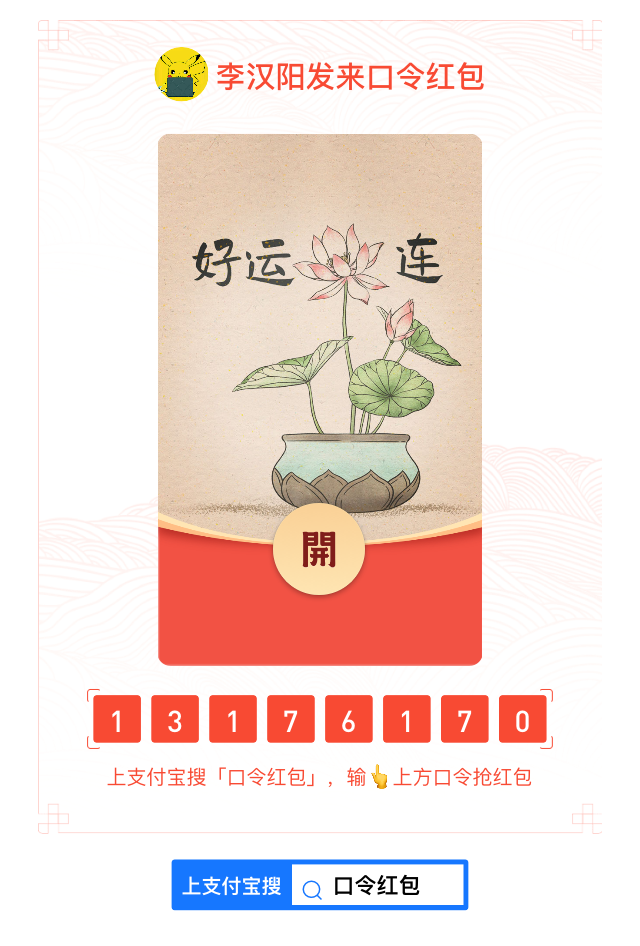 李汉阳发来口令红包
好运 连
開
1 3 1 7 6 1 7 0
上支付宝搜「口令红包」，输👆上方口令抢红包
上支付宝搜 口令红包